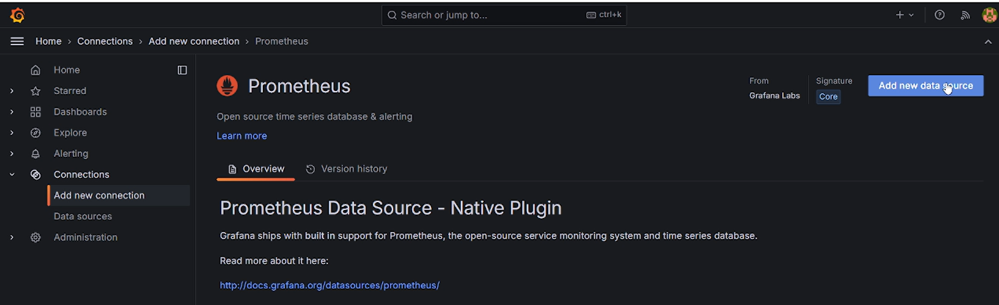 Search or jump to... ctrl+k
Home › Connections › Add new connection › Prometheus
Home
Starred
Dashboards
Explore
Alerting
Connections
Add new connection
Data sources
Administration
Prometheus
From
Grafana Labs
Signature
Core
Add new data source
Open source time series database & alerting
Learn more
Overview
Version history
Prometheus Data Source - Native Plugin
Grafana ships with built in support for Prometheus, the open-source service monitoring system and time series database.
Read more about it here:
http://docs.grafana.org/datasources/prometheus/